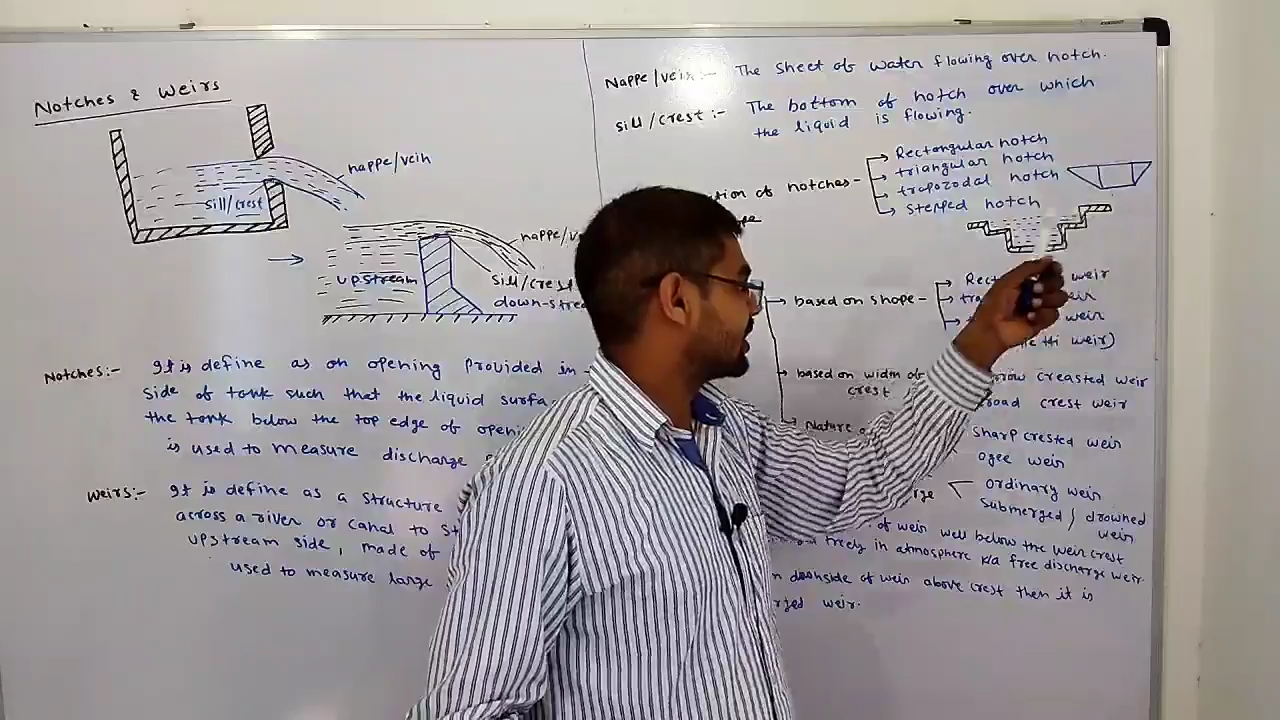 Notches & Weirs
nappe/vein
sill/crest
nappe/v
upstream
sill/crest
down-stre
Notches:- It is define as an opening provided in
side of tank such that the liquid surfa
the tank below the top edge of openi
is used to measure discharge
Weirs:- It is define as a structure
across a river or canal to st
upstream side, made of
used to measure large
Nappe/vein:- The sheet of water flowing over notch.
sill/crest:- The bottom of notch over which
the liquid is flowing.
tion of notches-
Rectangular notch
triangular notch
trapozodal notch
stepped notch
based on shape-
Rec weir
tr eir
weir
tti weir)
based on width of
crest
row creasted weir
road crest weir
Nature o
sharp crested weir
ogee weir
rge
ordinary weir
submerged/drowned
weir
of weir well below the weir crest
freely in atmosphere k/a free discharge weir.
n downside of weir above crest then it is
rged weir.